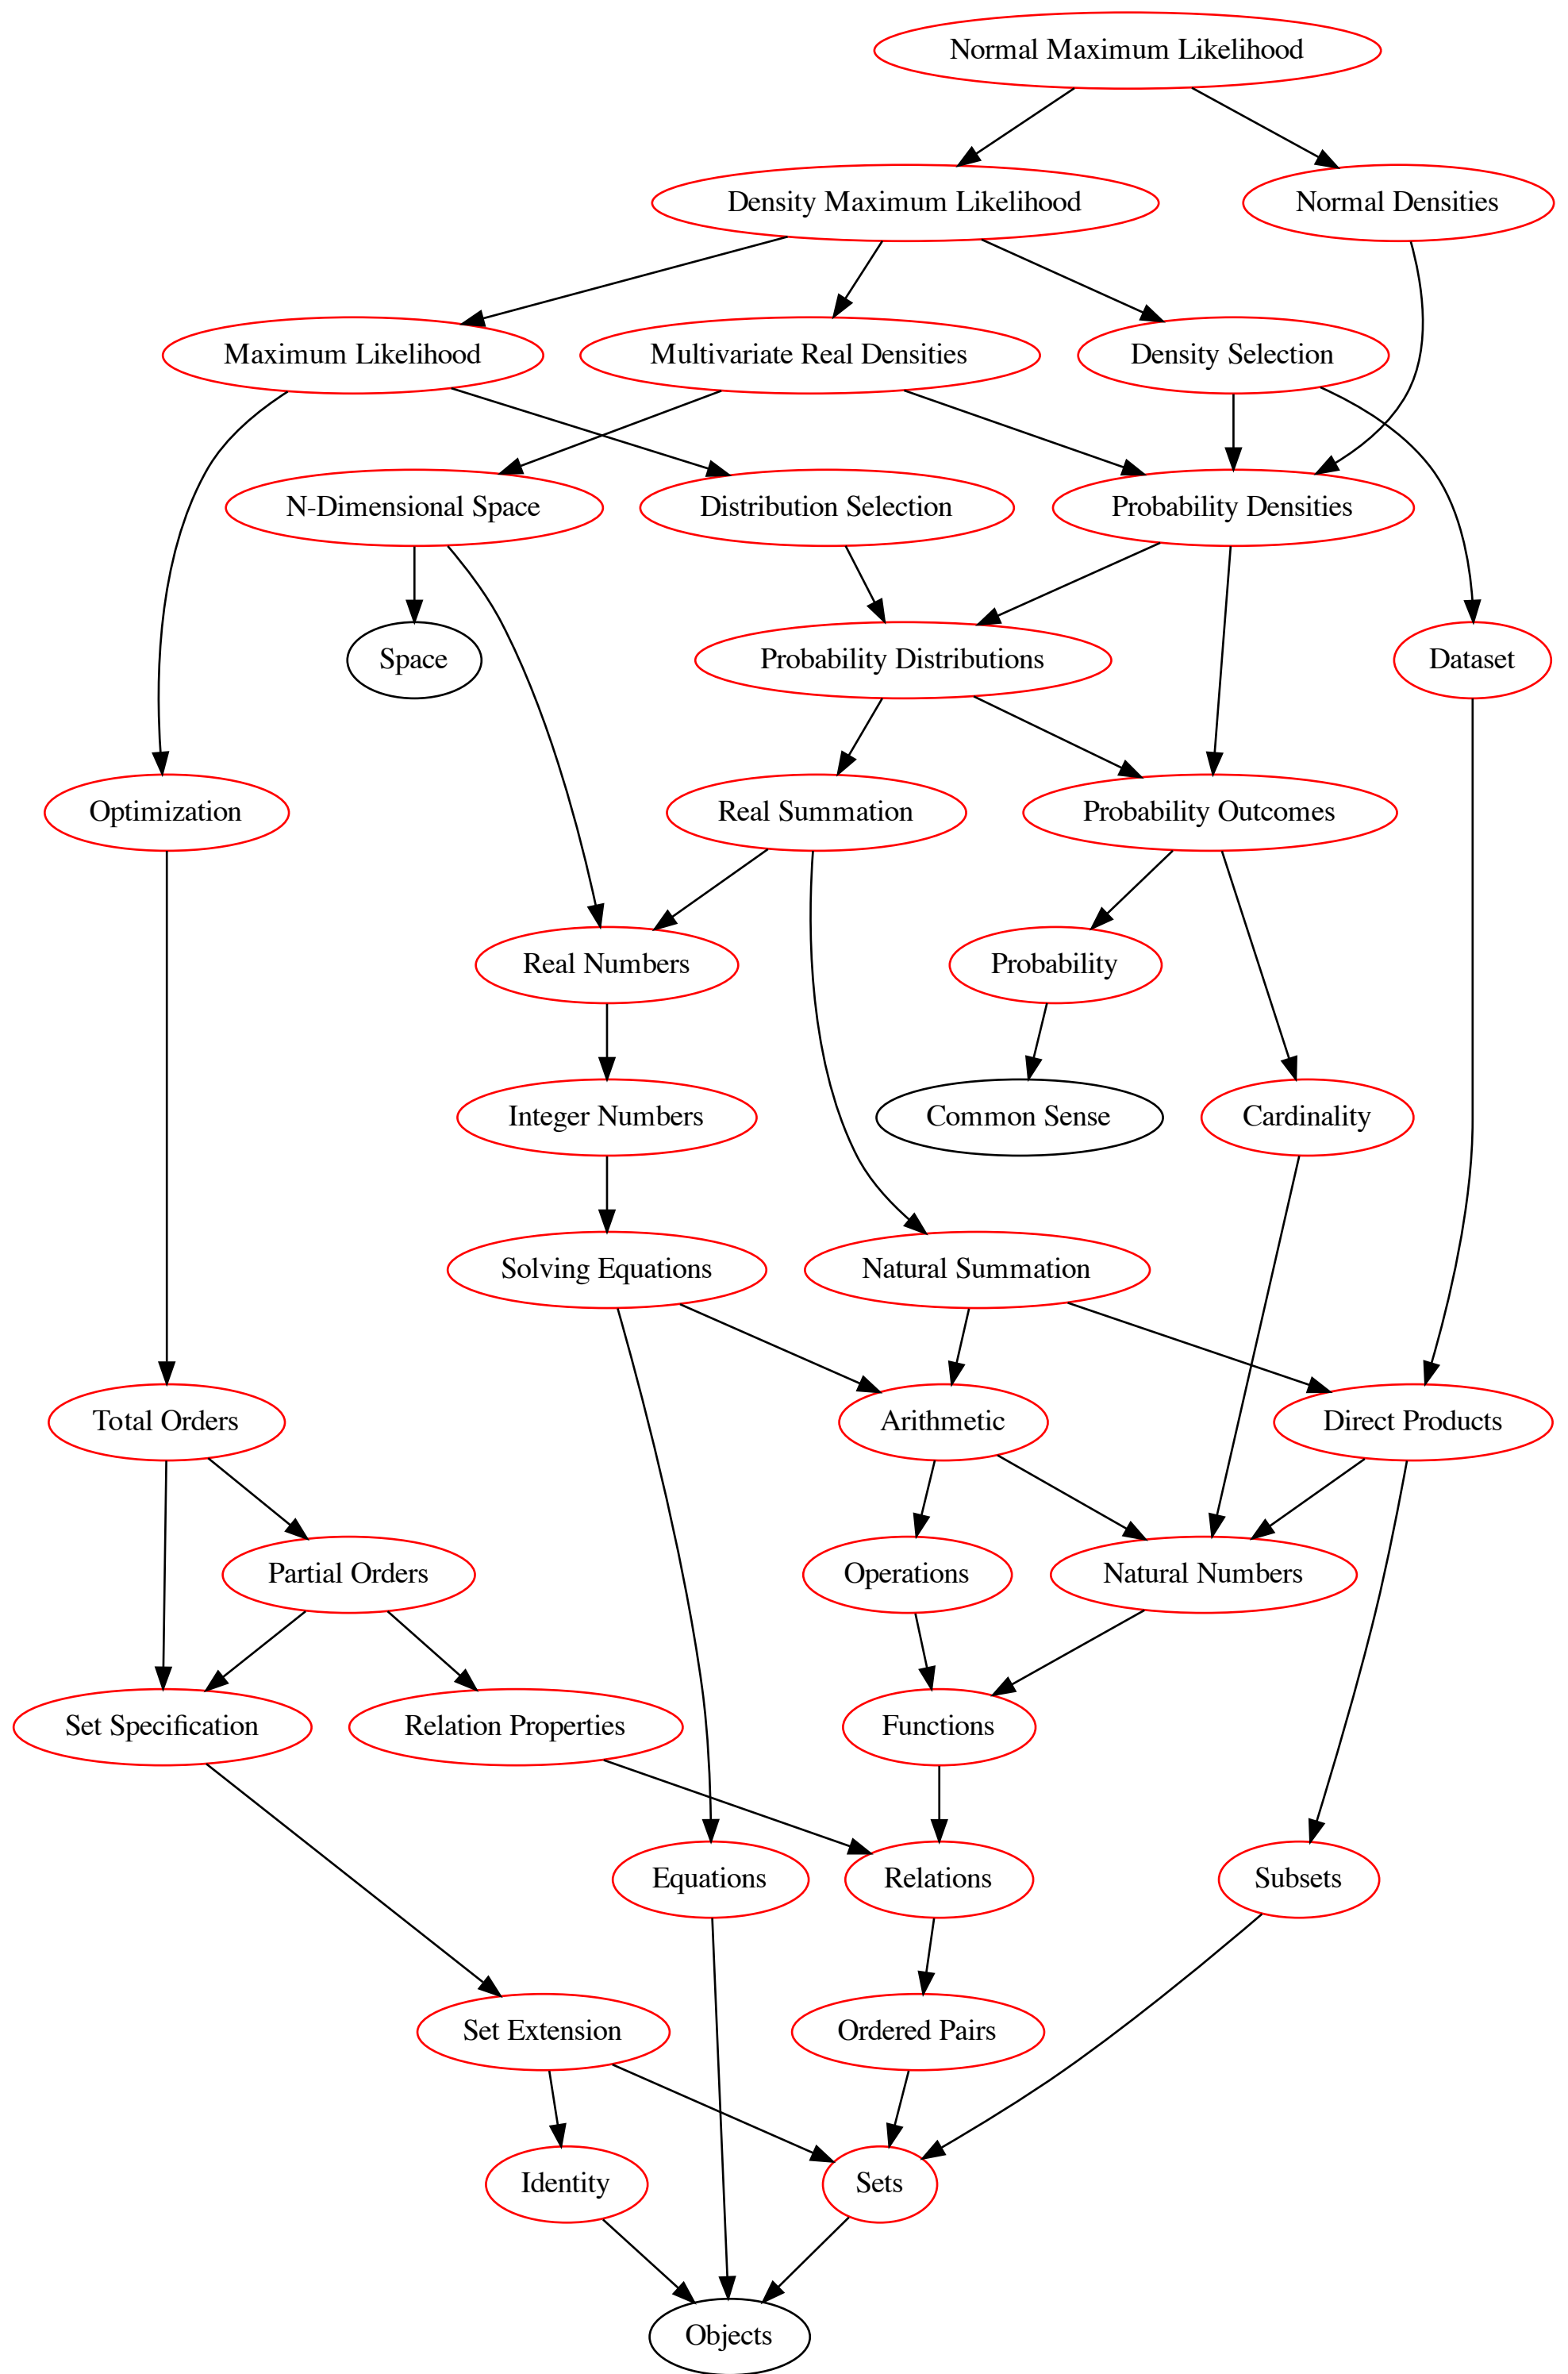 Normal Maximum Likelihood
Density Maximum Likelihood
Normal Densities
Maximum Likelihood
Multivariate Real Densities
Density Selection
N-Dimensional Space
Distribution Selection
Probability Densities
Space
Probability Distributions
Dataset
Optimization
Real Summation
Probability Outcomes
Real Numbers
Probability
Integer Numbers
Common Sense
Cardinality
Solving Equations
Natural Summation
Total Orders
Arithmetic
Direct Products
Partial Orders
Operations
Natural Numbers
Set Specification
Relation Properties
Functions
Equations
Relations
Subsets
Set Extension
Ordered Pairs
Identity
Sets
Objects